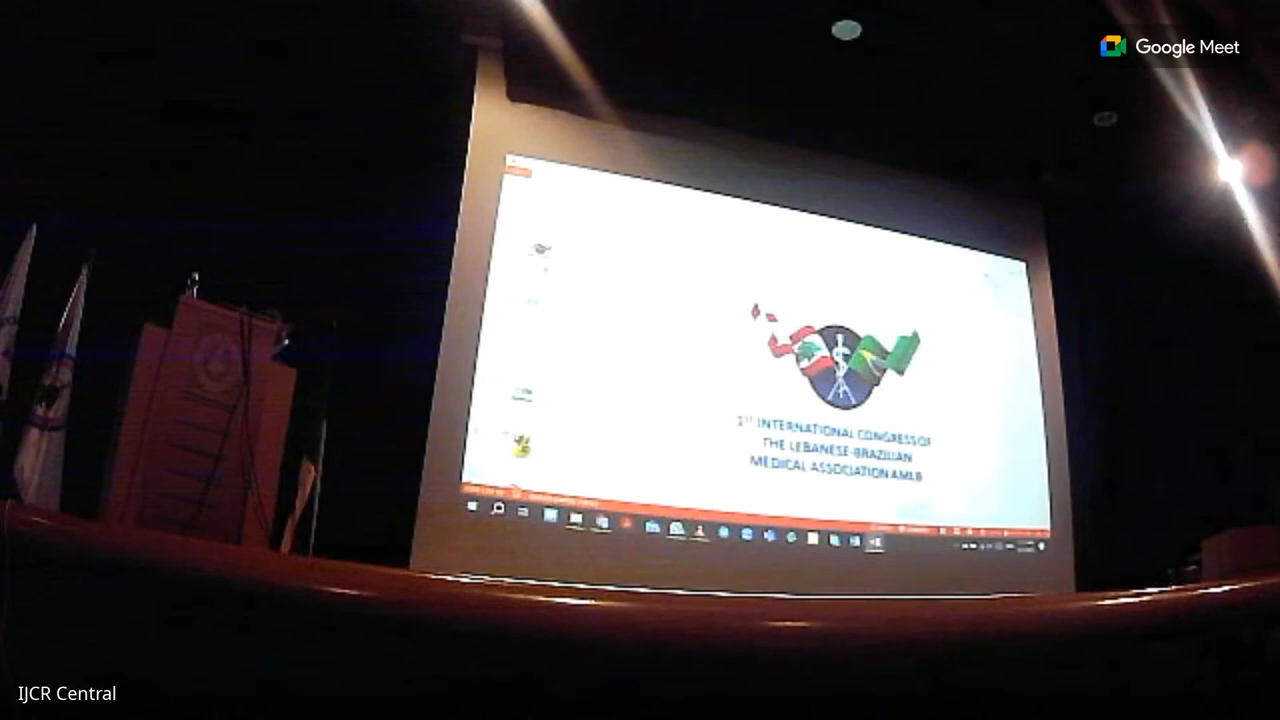 Google Meet
1ST INTERNATIONAL CONGRESS OF
THE LEBANESE-BRAZILIAN
MEDICAL ASSOCIATION AMLB
IJCR Central